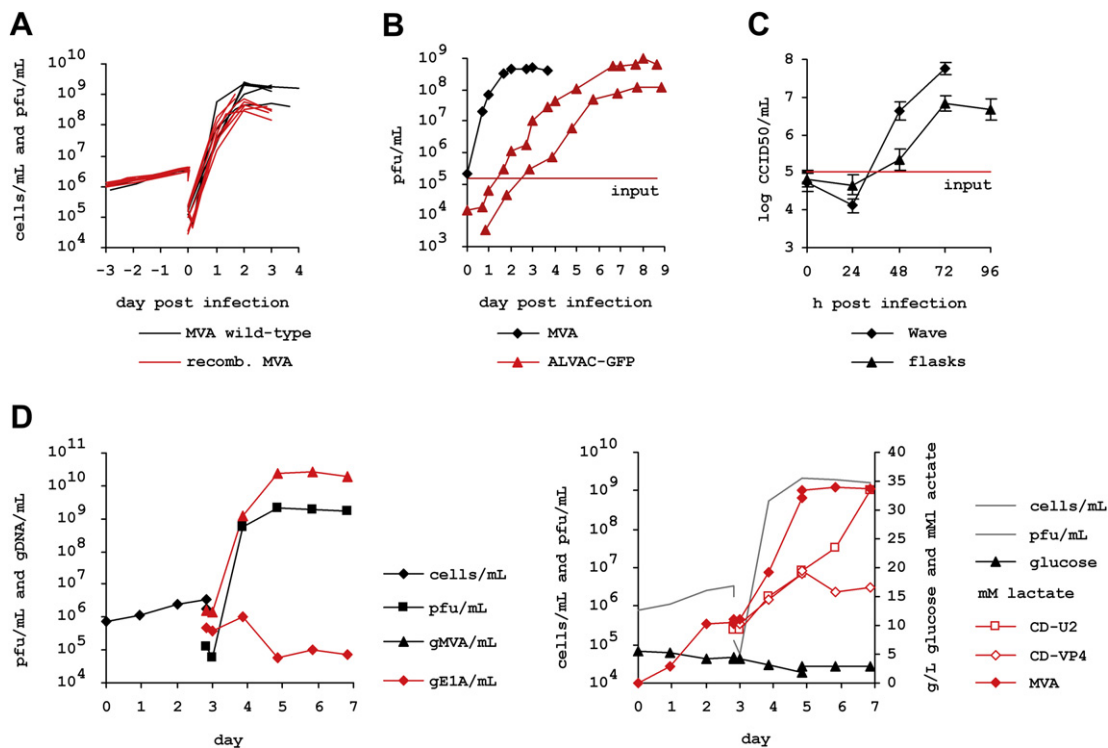 A
cells/mL and pfu/mL
10^10
10^9
10^8
10^7
10^6
10^5
10^4
-3 -2 -1 0 1 2 3 4
day post infection
MVA wild-type
recomb. MVA
B
pfu/mL
10^9
10^8
10^7
10^6
10^5
10^4
10^3
input
0 1 2 3 4 5 6 7 8 9
day post infection
MVA
ALVAC-GFP
C
log CCID50/mL
8
7
6
5
4
3
input
0 24 48 72 96
h post infection
Wave
flasks
D
pfu/mL and gDNA/mL
10^11
10^10
10^9
10^8
10^7
10^6
10^5
10^4
0 1 2 3 4 5 6 7
day
cells/mL
pfu/mL
gMVA/mL
gE1A/mL
cells/mL and pfu/mL
10^10
10^9
10^8
10^7
10^6
10^5
10^4
0 1 2 3 4 5 6 7
day
40
35
30
25
20
15
10
5
0
g/L glucose and mMl actate
cells/mL
pfu/mL
glucose
mM lactate
CD-U2
CD-VP4
MVA